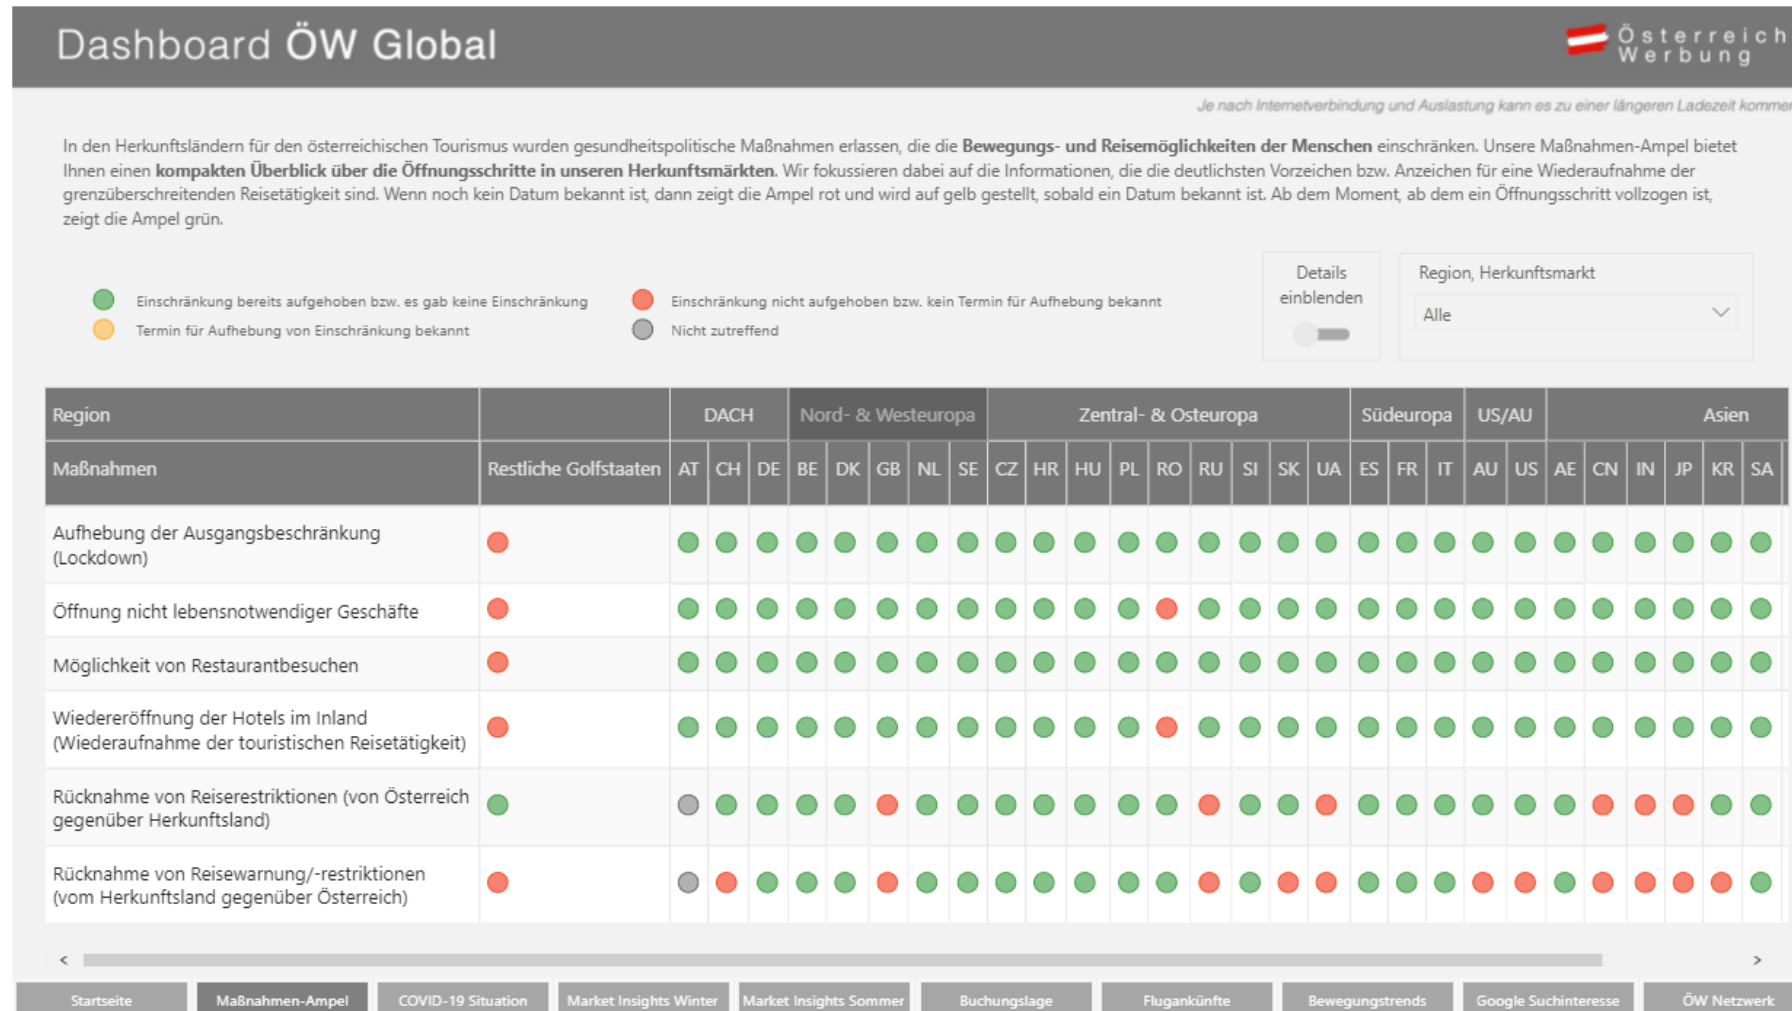 Dashboard ÖW Global
Österreich
Werbung
Je nach Internetverbindung und Auslastung kann es zu einer längeren Ladezeit kommen
In den Herkunftsländern für den österreichischen Tourismus wurden gesundheitspolitische Maßnahmen erlassen, die die Bewegungs- und Reisemöglichkeiten der Menschen einschränken. Unsere Maßnahmen-Ampel bietet
Ihnen einen kompakten Überblick über die Öffnungsschritte in unseren Herkunftsmärkten. Wir fokussieren dabei auf die Informationen, die die deutlichsten Vorzeichen bzw. Anzeichen für eine Wiederaufnahme der
grenzüberschreitenden Reisetätigkeit sind. Wenn noch kein Datum bekannt ist, dann zeigt die Ampel rot und wird auf gelb gestellt, sobald ein Datum bekannt ist. Ab dem Moment, ab dem ein Öffnungsschritt vollzogen ist,
zeigt die Ampel grün.
Einschränkung bereits aufgehoben bzw. es gab keine Einschränkung
Einschränkung nicht aufgehoben bzw. kein Termin für Aufhebung bekannt
Termin für Aufhebung von Einschränkung bekannt
Nicht zutreffend
Details
einblenden
Region, Herkunftsmarkt
Alle
Region DACH Nord- & Westeuropa Zentral- & Osteuropa Südeuropa US/AU Asien
Maßnahmen Restliche Golfstaaten AT CH DE BE DK GB NL SE CZ HR HU PL RO RU SI SK UA ES FR IT AU US AE CN IN JP KR SA
Aufhebung der Ausgangsbeschränkung
(Lockdown)
Öffnung nicht lebensnotwendiger Geschäfte
Möglichkeit von Restaurantbesuchen
Wiedereröffnung der Hotels im Inland
(Wiederaufnahme der touristischen Reisetätigkeit)
Rücknahme von Reiserestriktionen (von Österreich
gegenüber Herkunftsland)
Rücknahme von Reisewarnung/-restriktionen
(vom Herkunftsland gegenüber Österreich)
Startseite Maßnahmen-Ampel COVID-19 Situation Market Insights Winter Market Insights Sommer Buchungslage Flugankünfte Bewegungstrends Google Suchinteresse ÖW Netzwerk